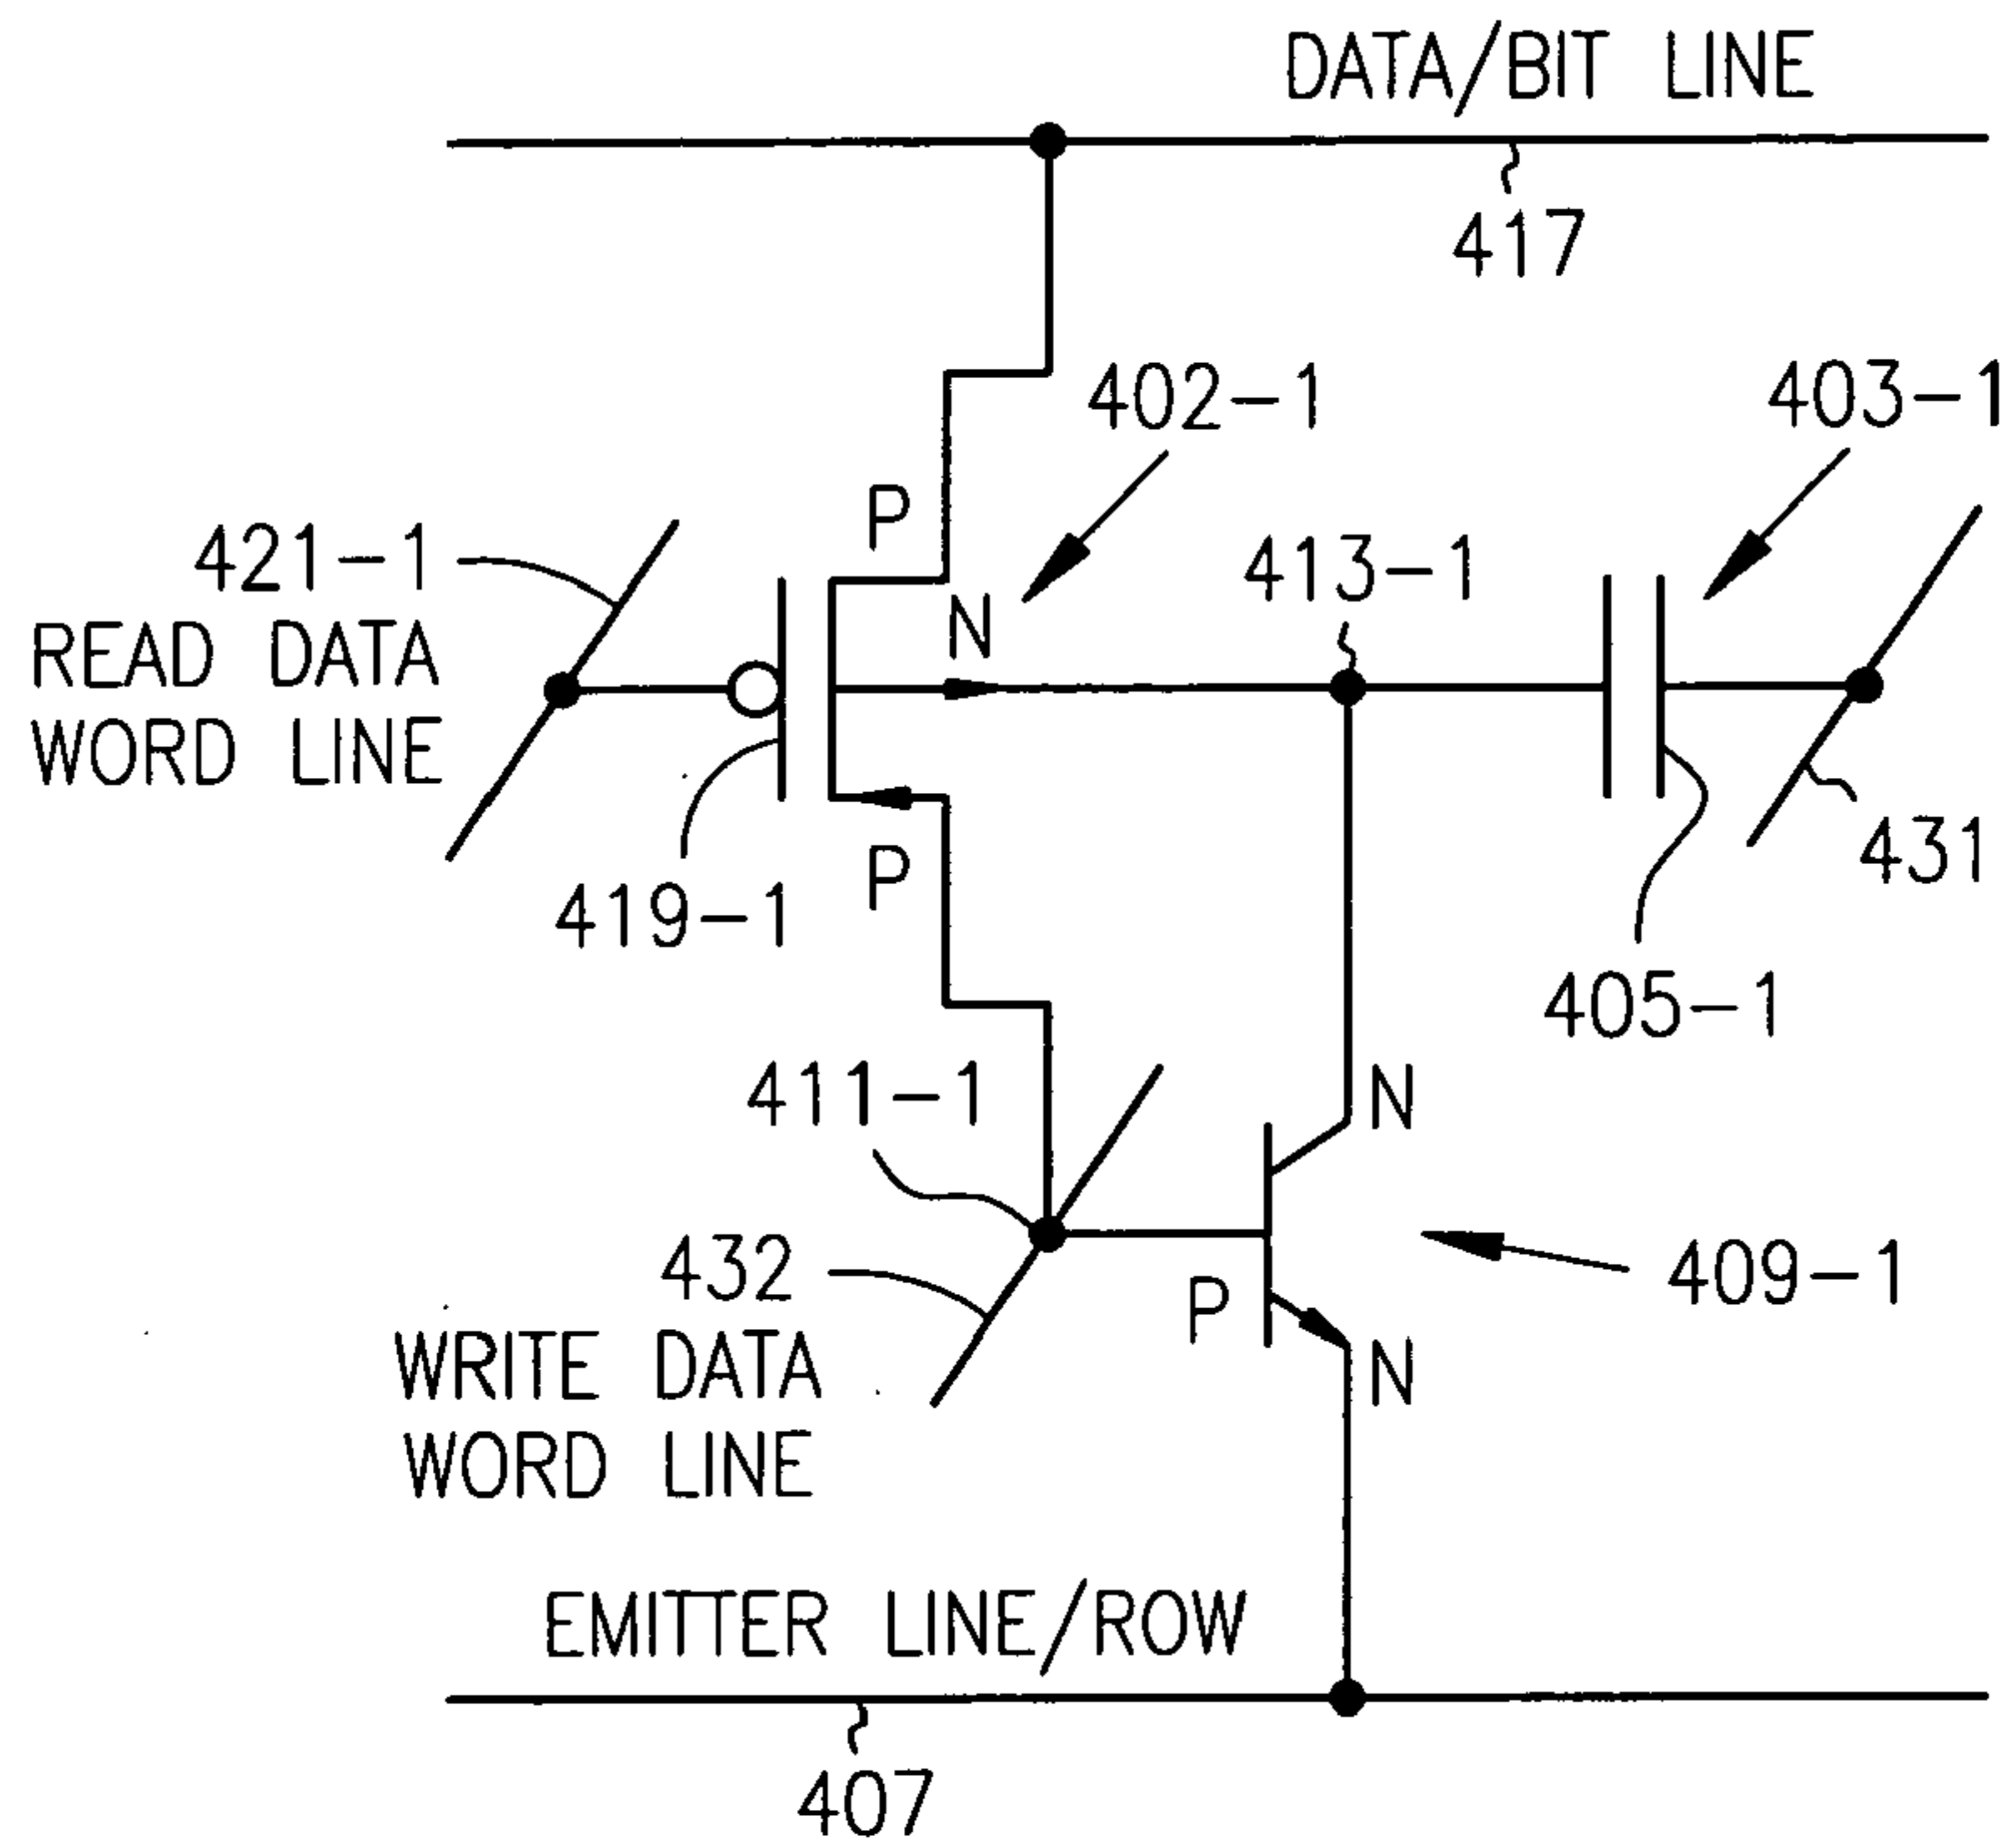 DATA/BIT LINE
417
402-1
403-1
P
421-1
READ DATA
WORD LINE
N
413-1
419-1
P
431
405-1
411-1
N
432
WRITE DATA
WORD LINE
P
409-1
N
EMITTER LINE/ROW
407